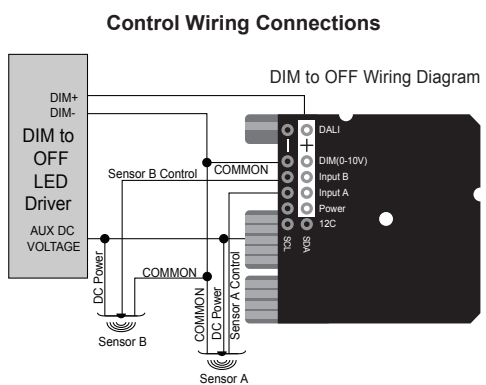 Control Wiring Connections
DIM to OFF Wiring Diagram
DIM+
DIM-
DIM to
OFF
LED
Driver
AUX DC
VOLTAGE
Sensor B Control
COMMON
DALI
DIM(0-10V)
Input B
Input A
Power
12C
SCL
SDA
DC Power
COMMON
COMMON
DC Power
Sensor A Control
Sensor B
Sensor A